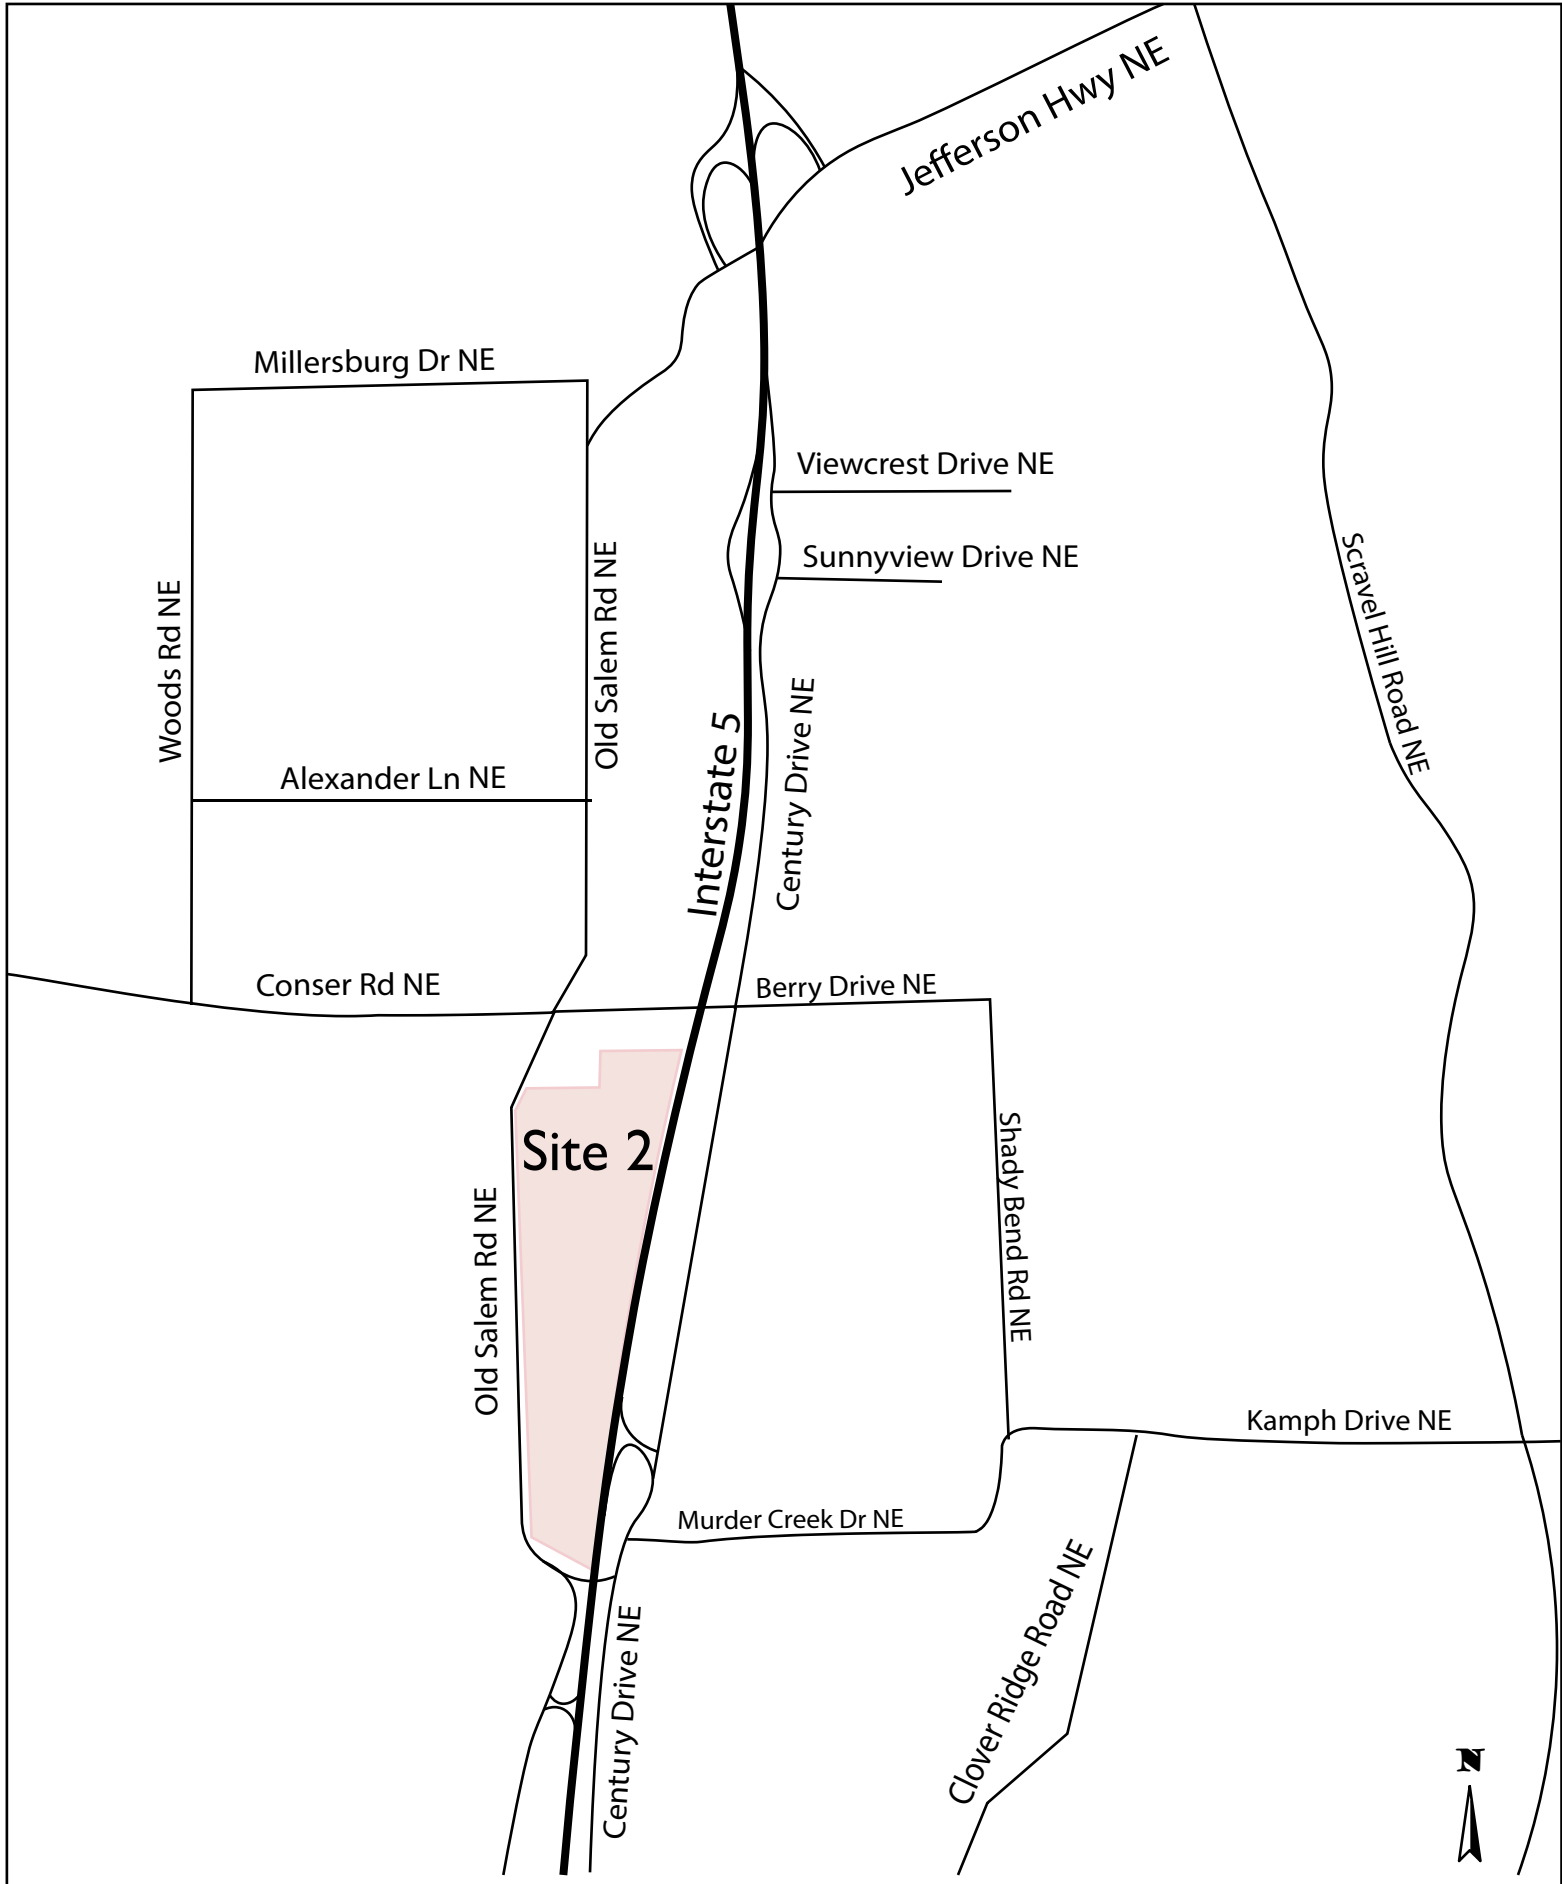 Jefferson Hwy NE
Millersburg Dr NE
Viewcrest Drive NE
Sunnyview Drive NE
Scravel Hill Road NE
Woods Rd NE
Old Salem Rd NE
Alexander Ln NE
Interstate 5
Century Drive NE
Conser Rd NE
Berry Drive NE
Site 2
Shady Bend Rd NE
Old Salem Rd NE
Kamph Drive NE
Murder Creek Dr NE
Clover Ridge Road NE
Century Drive NE
N